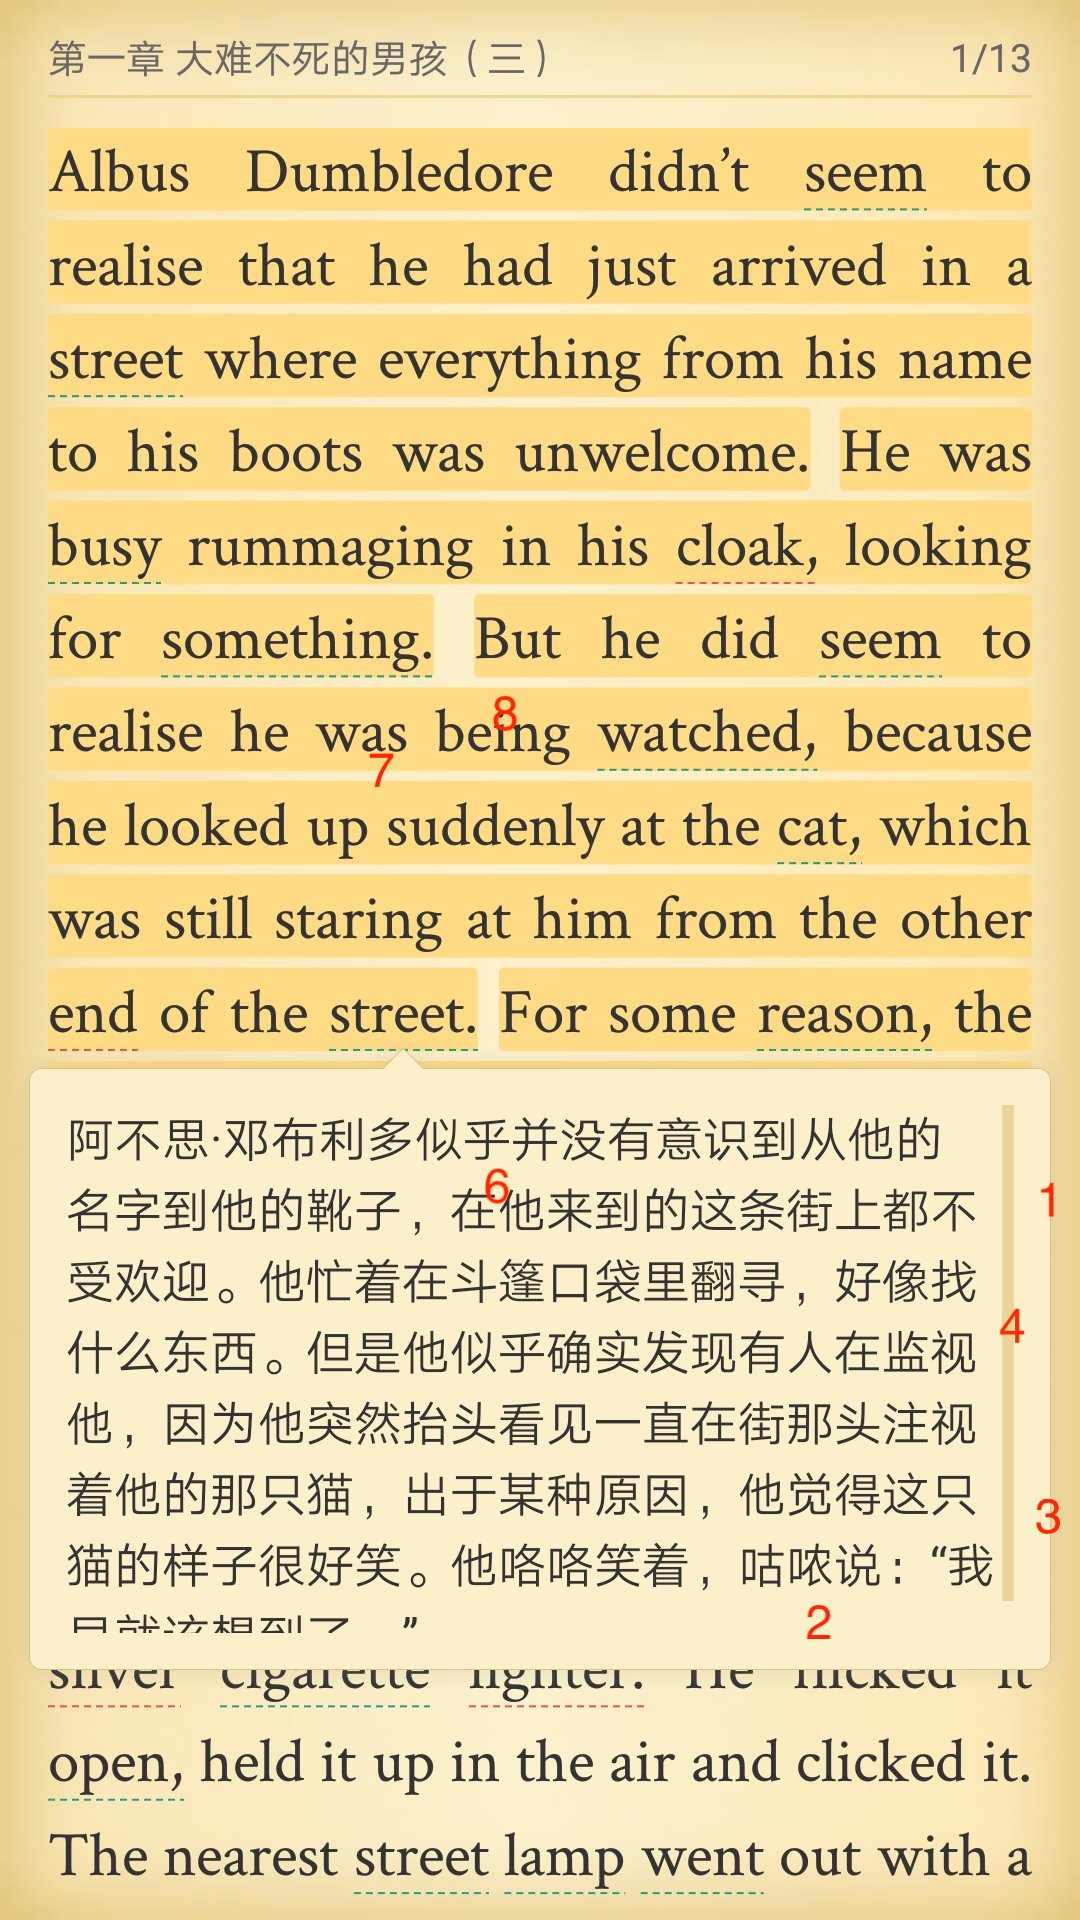 第一章 大难不死的男孩（三）
1/13
Albus Dumbledore didn’t seem to
realise that he had just arrived in a
street where everything from his name
to his boots was unwelcome. He was
busy rummaging in his cloak, looking
for something. But he did seem to
8
realise he was being watched, because
7
he looked up suddenly at the cat, which
was still staring at him from the other
end of the street. For some reason, the
阿不思·邓布利多似乎并没有意识到从他的
6
1
名字到他的靴子，在他来到的这条街上都不
受欢迎。他忙着在斗篷口袋里翻寻，好像找
4
什么东西。但是他似乎确实发现有人在监视
他，因为他突然抬头看见一直在街那头注视
着他的那只猫，出于某种原因，他觉得这只
3
猫的样子很好笑。他咯咯笑着，咕哝说：“我
2
早就该想到了。”
silver cigarette lighter. He flicked it
open, held it up in the air and clicked it.
The nearest street lamp went out with a